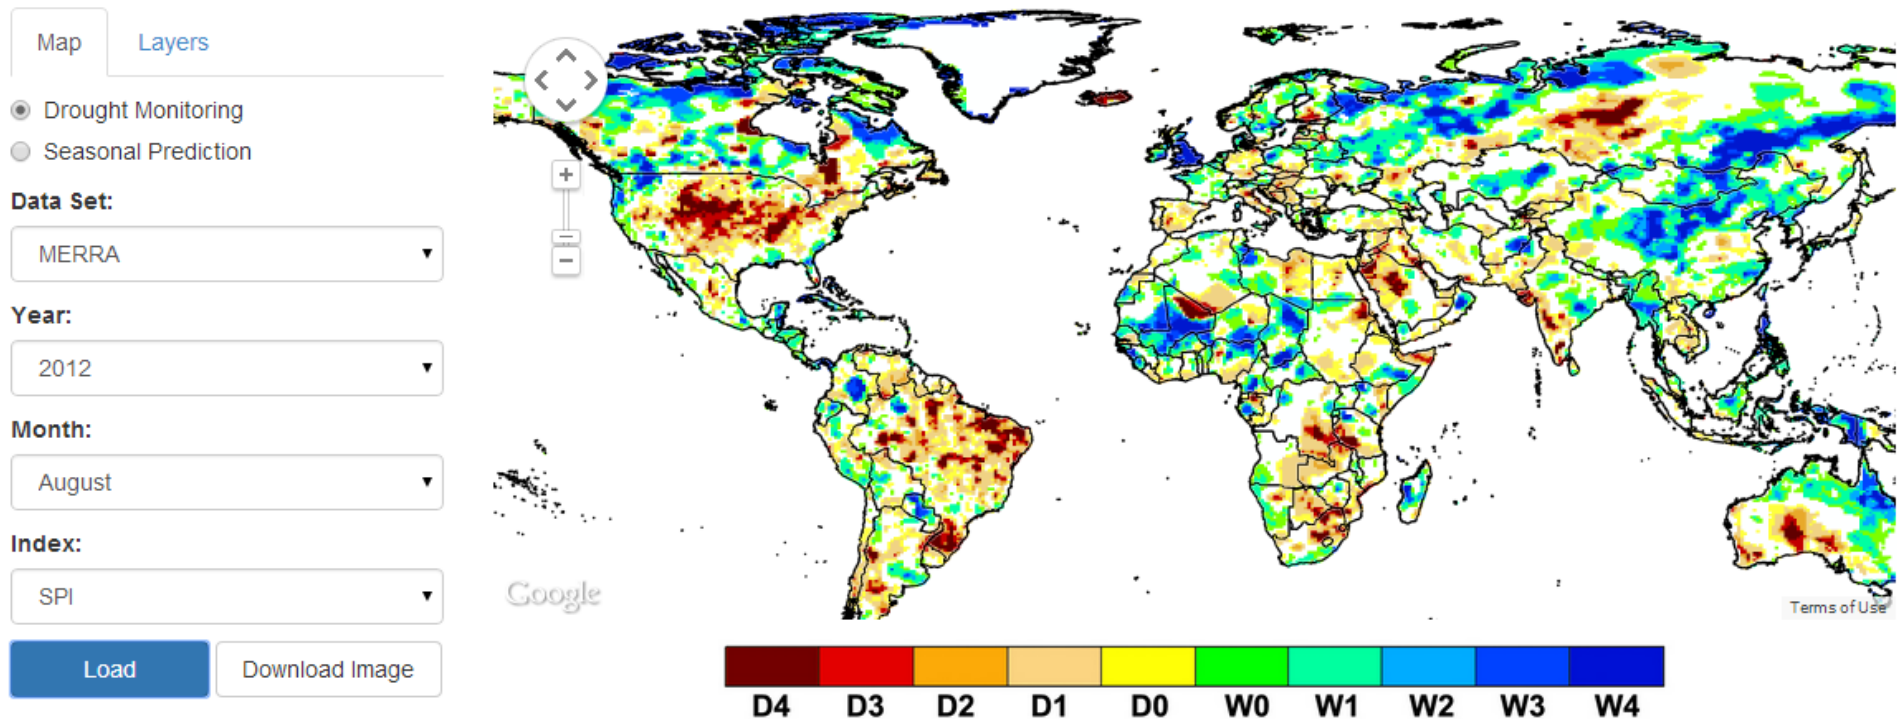 Map Layers
Drought Monitoring
Seasonal Prediction
Data Set:
MERRA
Year:
2012
Month:
August
Index:
SPI
Load Download Image
Google
Terms of Use
D4 D3 D2 D1 D0 W0 W1 W2 W3 W4